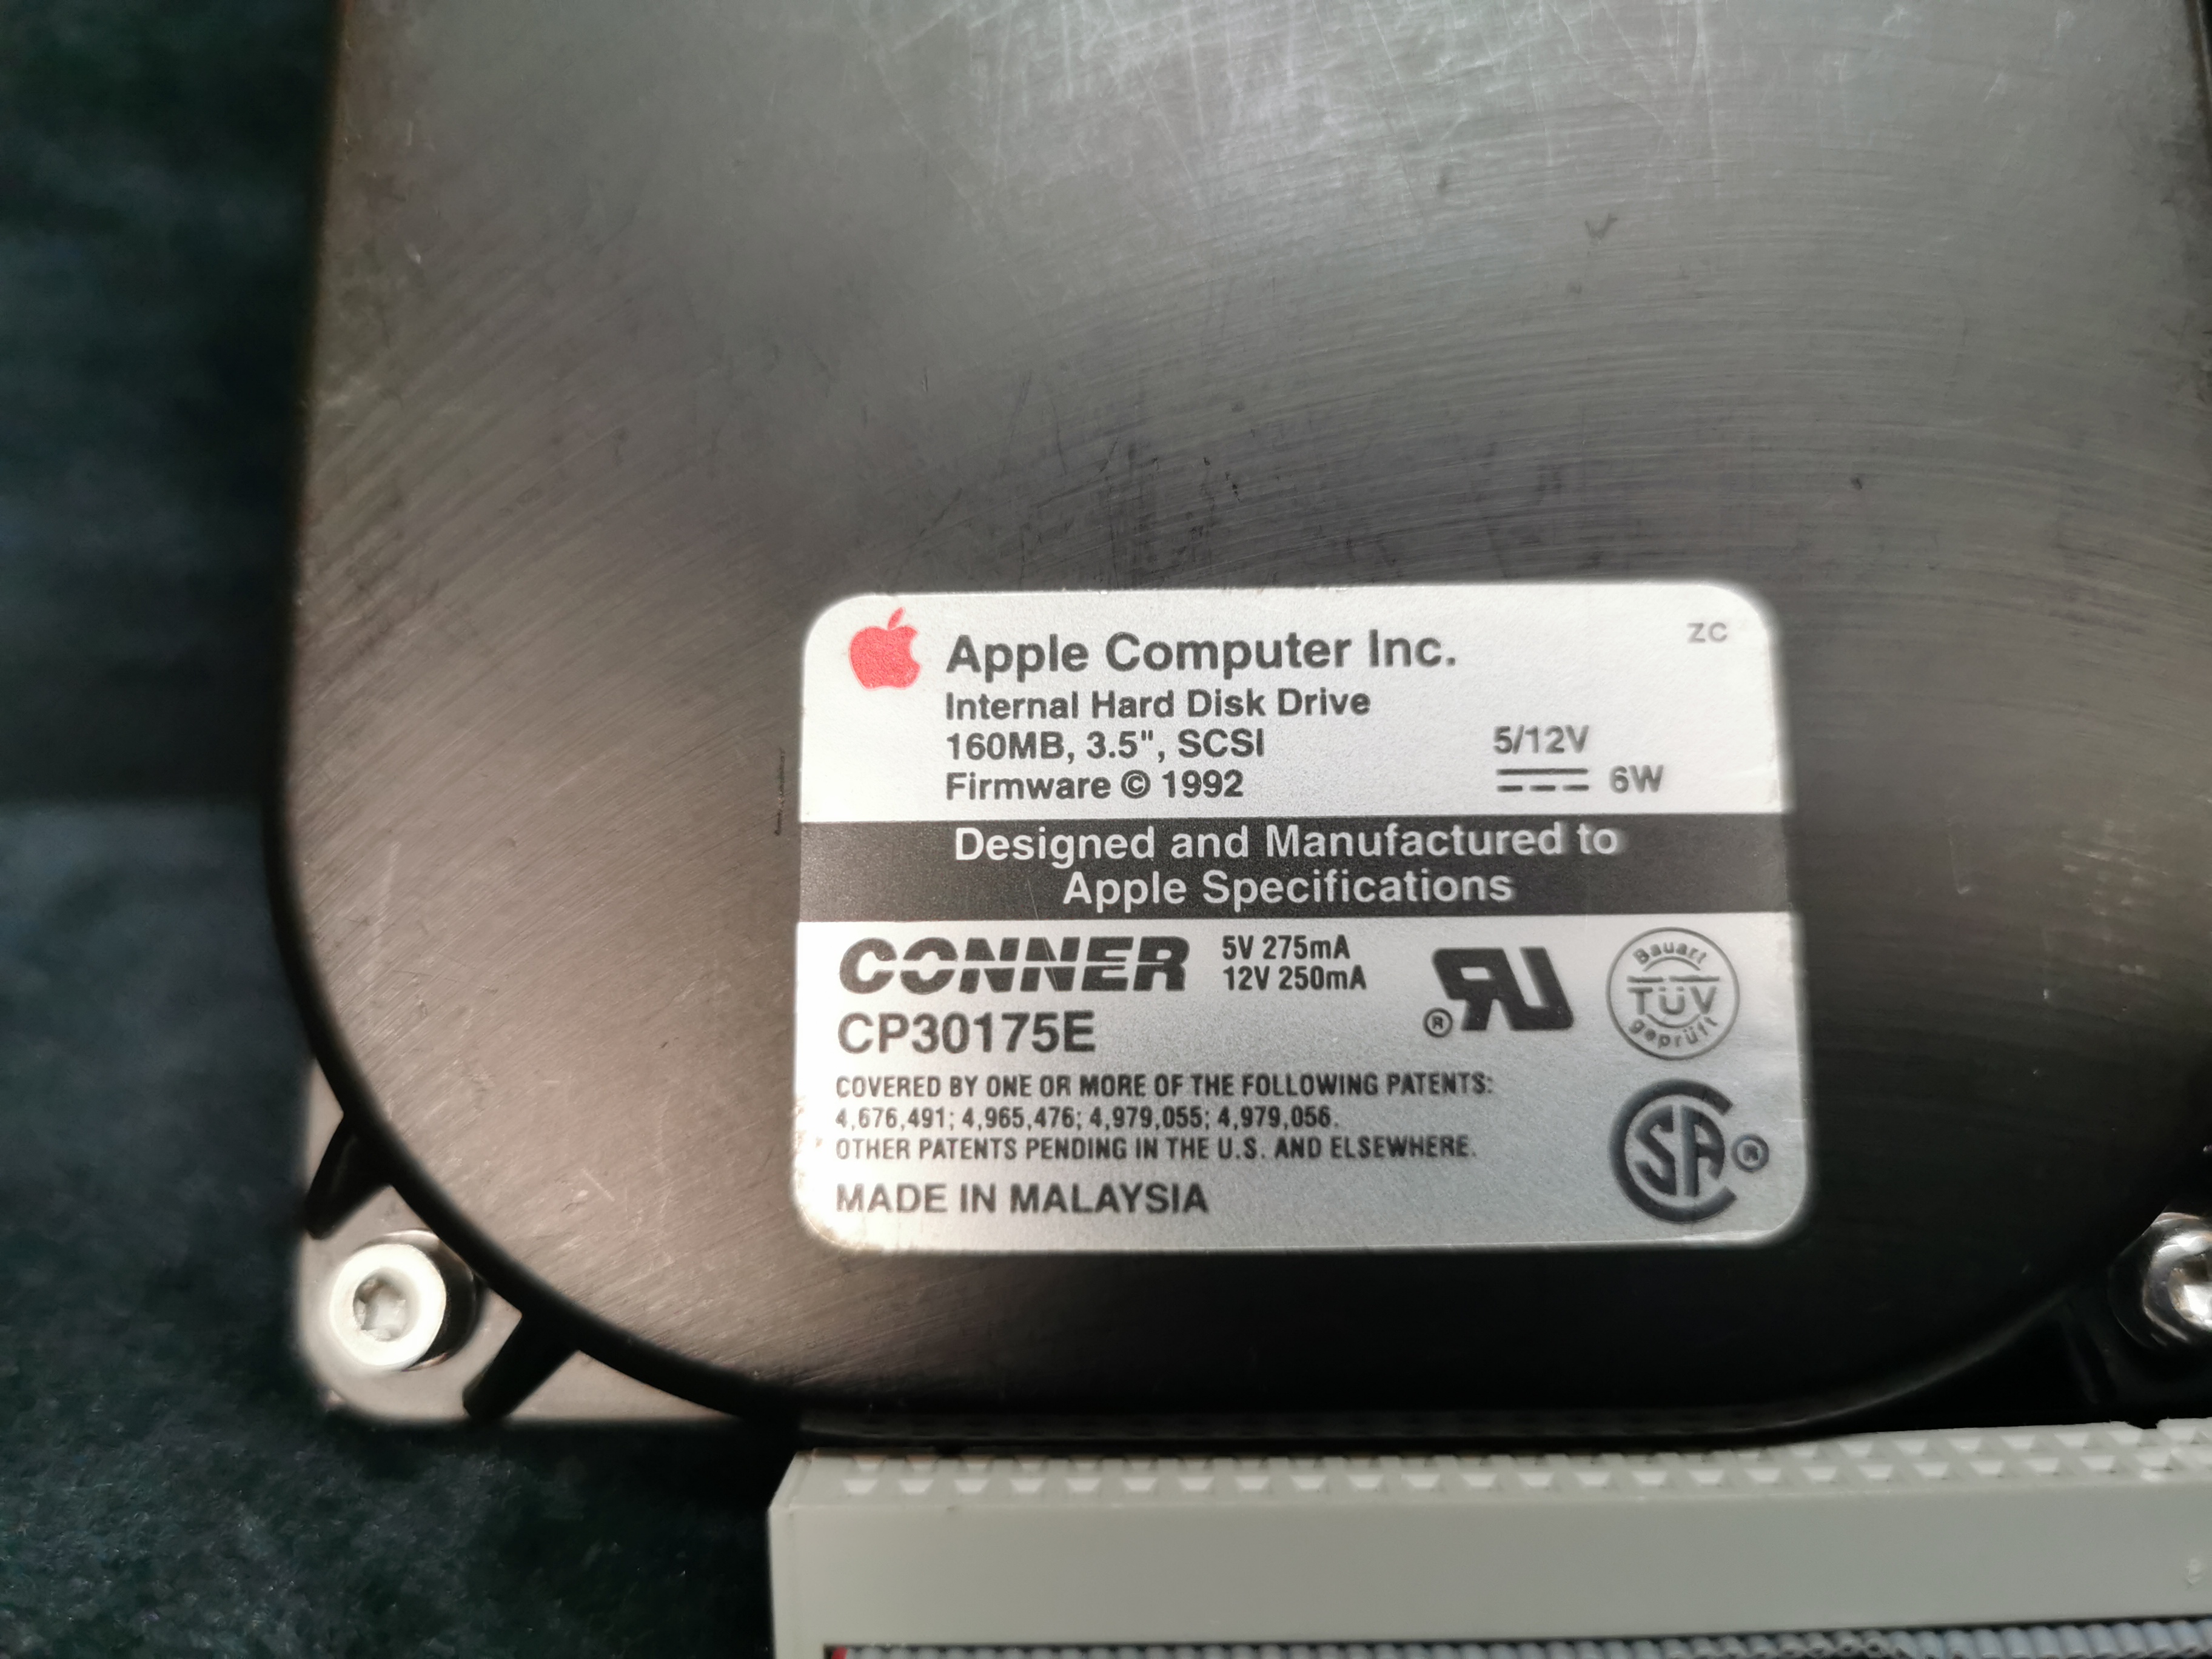 Apple Computer Inc.
ZC
Internal Hard Disk Drive
160MB, 3.5", SCSI
5/12V
Firmware © 1992
6W
Designed and Manufactured to
Apple Specifications
CONNER
5V 275mA
12V 250mA
CP30175E
RU
®
Bauart
TÜV
geprüft
COVERED BY ONE OR MORE OF THE FOLLOWING PATENTS:
4,676,491; 4,965,476; 4,979,055; 4,979,056.
OTHER PATENTS PENDING IN THE U.S. AND ELSEWHERE.
MADE IN MALAYSIA
SA ®